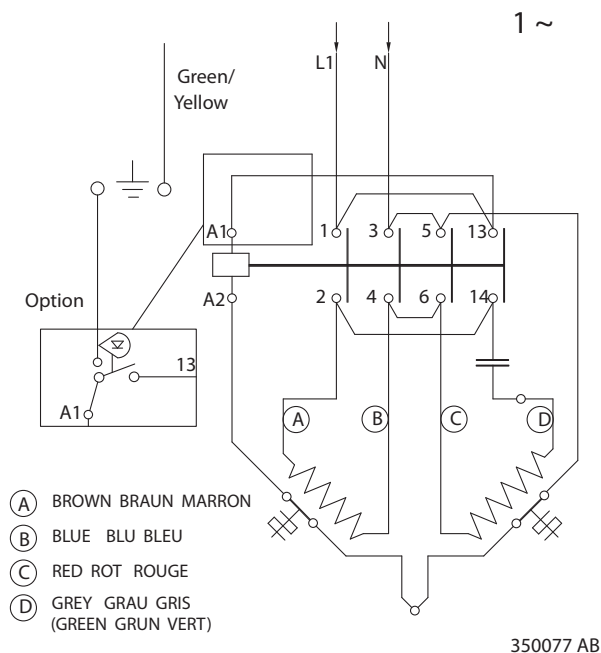 1 ~
L1 N
Green/
Yellow
A1 1 3 5 13
Option
A2 2 4 6 14
13
A1
A B C D
A BROWN BRAUN MARRON
B BLUE BLU BLEU
C RED ROT ROUGE
D GREY GRAU GRIS
(GREEN GRUN VERT)
350077 AB